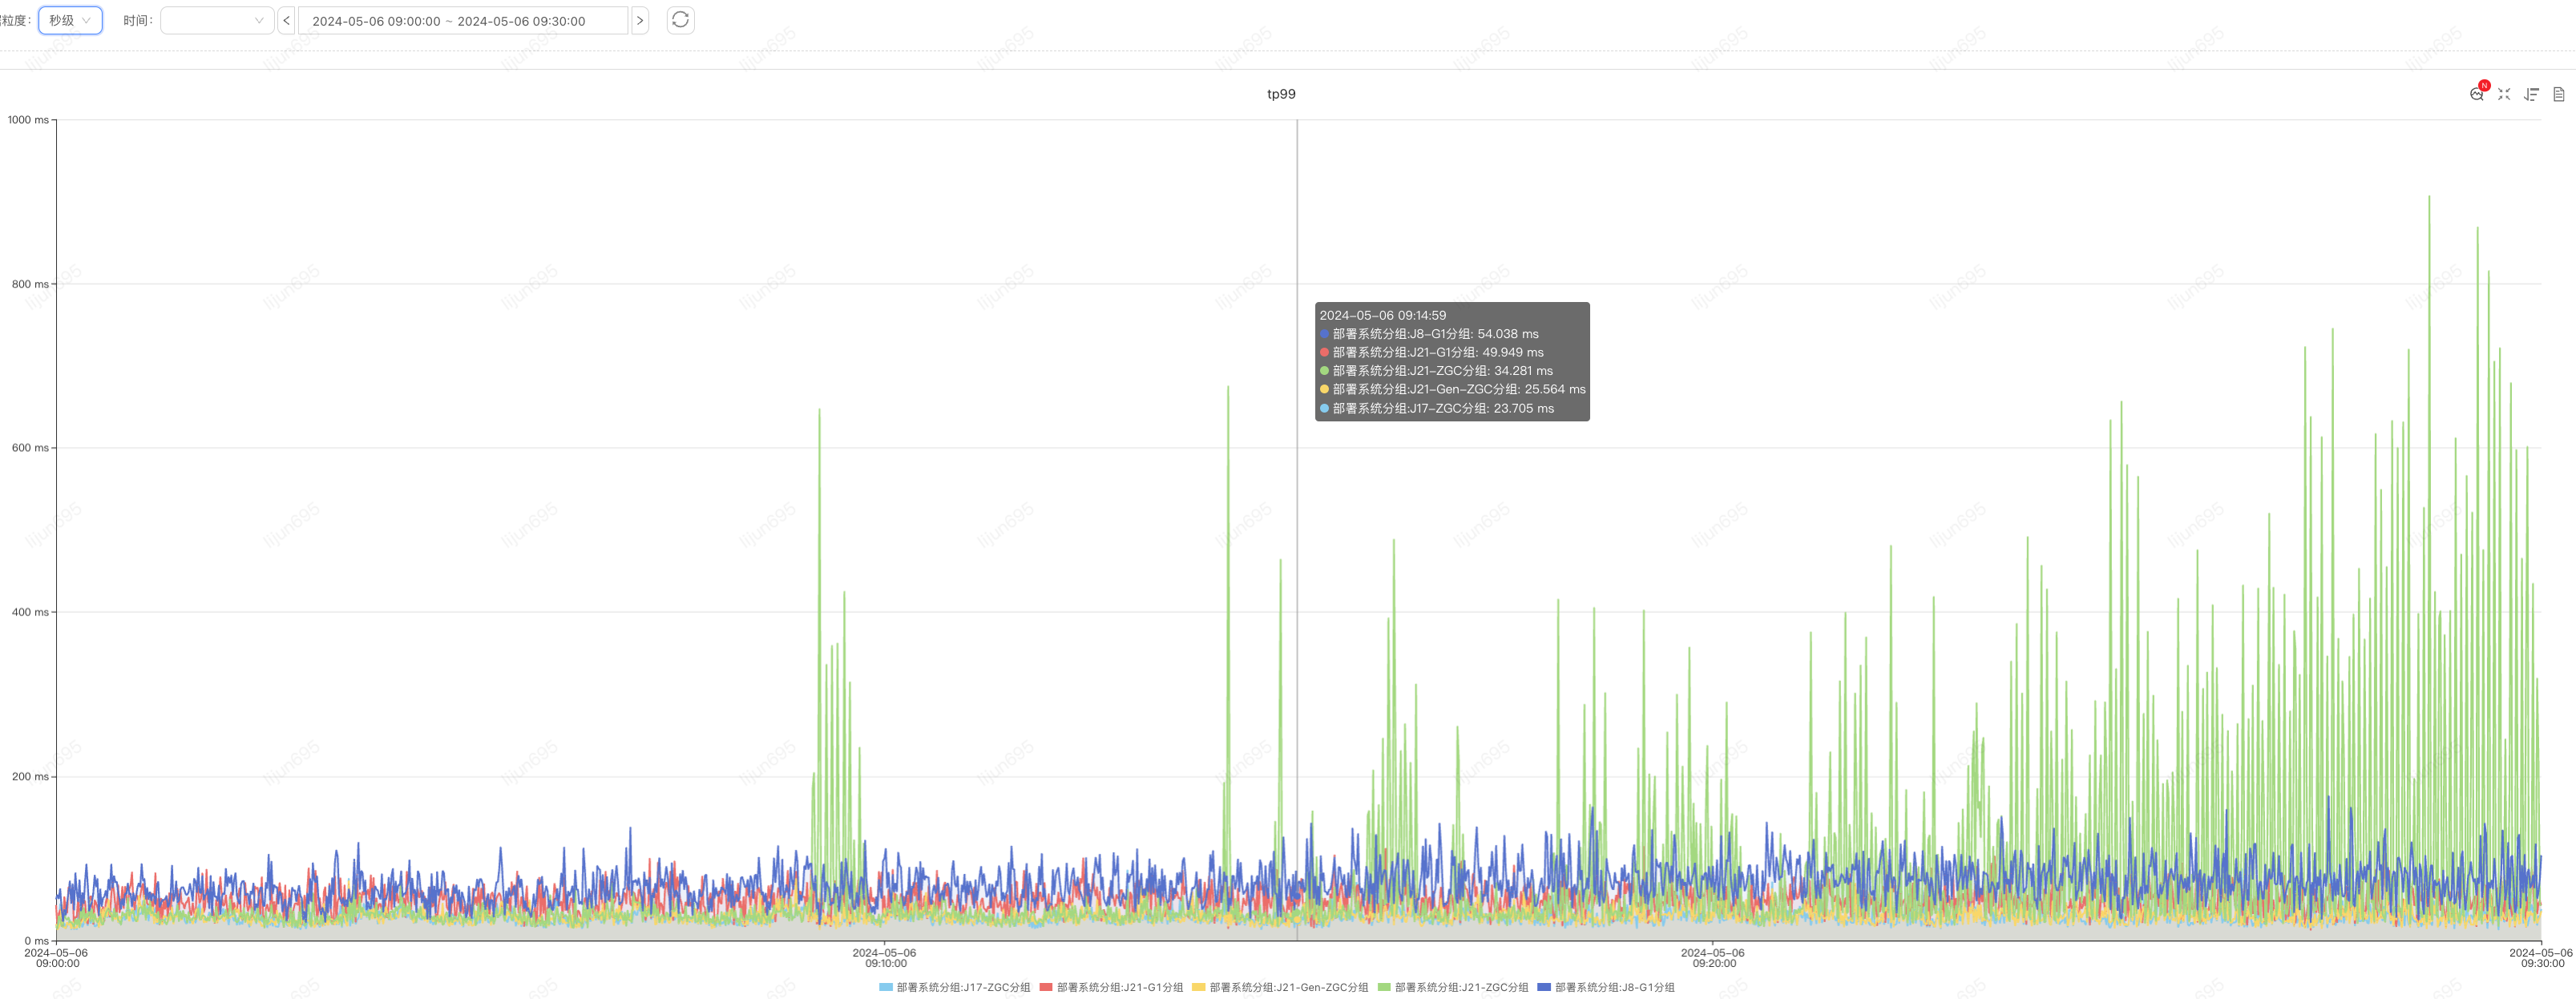 粒度： 秒级 时间： < 2024-05-06 09:00:00 ~ 2024-05-06 09:30:00 >
tp99
N
1000 ms
800 ms
600 ms
400 ms
200 ms
0 ms
2024-05-06 09:14:59
部署系统分组:J8-G1分组: 54.038 ms
部署系统分组:J21-G1分组: 49.949 ms
部署系统分组:J21-ZGC分组: 34.281 ms
部署系统分组:J21-Gen-ZGC分组: 25.564 ms
部署系统分组:J17-ZGC分组: 23.705 ms
2024-05-06 2024-05-06 2024-05-06 2024-05-06
09:00:00 09:10:00 09:20:00 09:30:00
部署系统分组:J17-ZGC分组 部署系统分组:J21-G1分组 部署系统分组:J21-Gen-ZGC分组 部署系统分组:J21-ZGC分组 部署系统分组:J8-G1分组